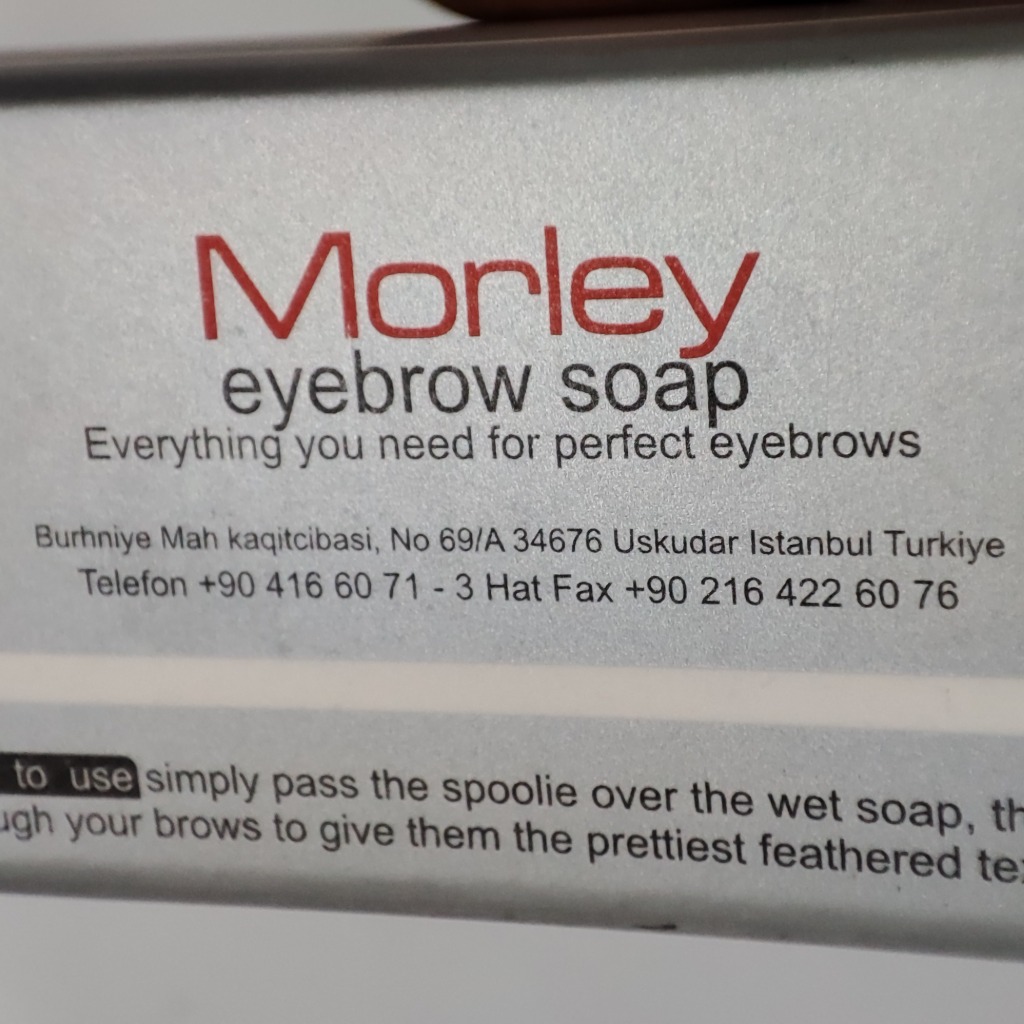 Morley
eyebrow soap
Everything you need for perfect eyebrows
Burhniye Mah kaqitcibasi, No 69/A 34676 Uskudar Istanbul Turkiye
Telefon +90 416 60 71 - 3 Hat Fax +90 216 422 60 76
to use simply pass the spoolie over the wet soap,
your brows to give them the prettiest feathered